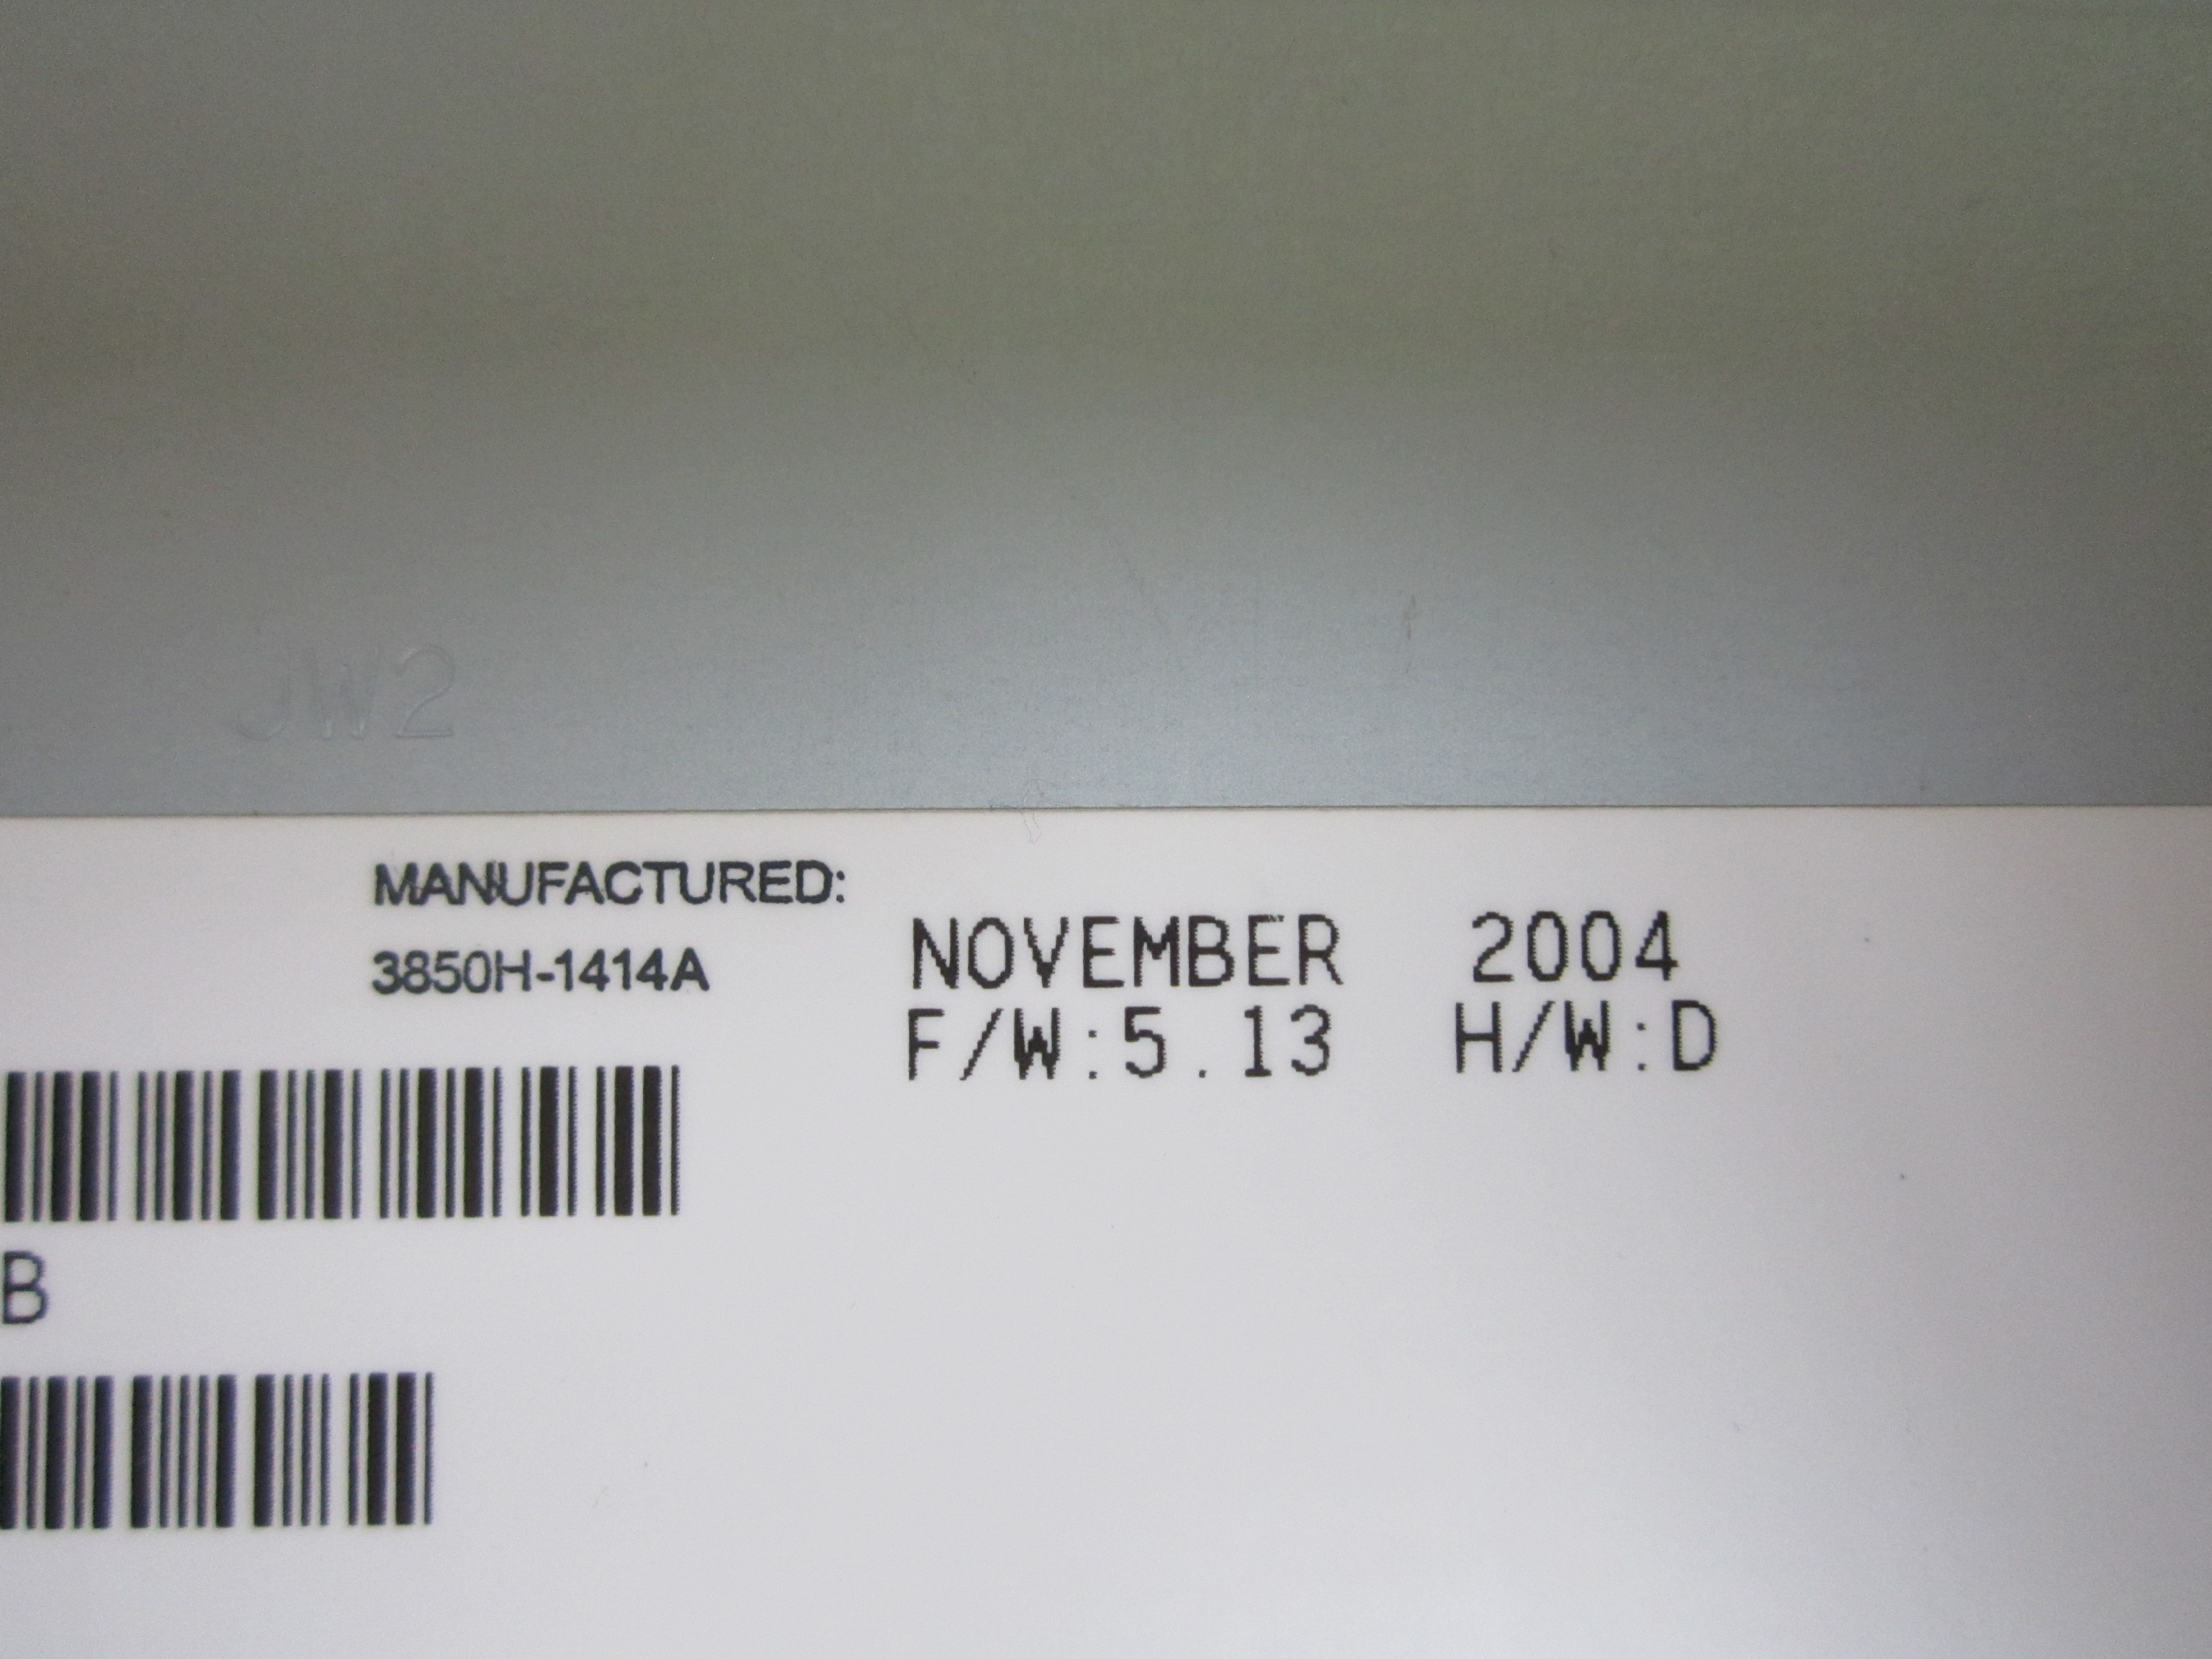 JW2
MANUFACTURED:
3850H-1414A
NOVEMBER 2004
F/W:5.13 H/W:D
B